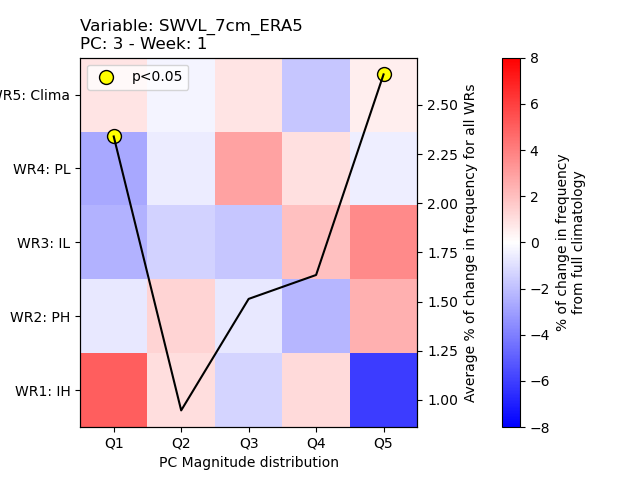 Variable: SWVL_7cm_ERA5
PC: 3 - Week: 1
p<0.05
WR5: Clima
WR4: PL
WR3: IL
WR2: PH
WR1: IH
Q1 Q2 Q3 Q4 Q5
PC Magnitude distribution
2.50
2.25
2.00
1.75
1.50
1.25
1.00
Average % of change in frequency for all WRs
8
6
4
2
0
−2
−4
−6
−8
% of change in frequency
from full climatology